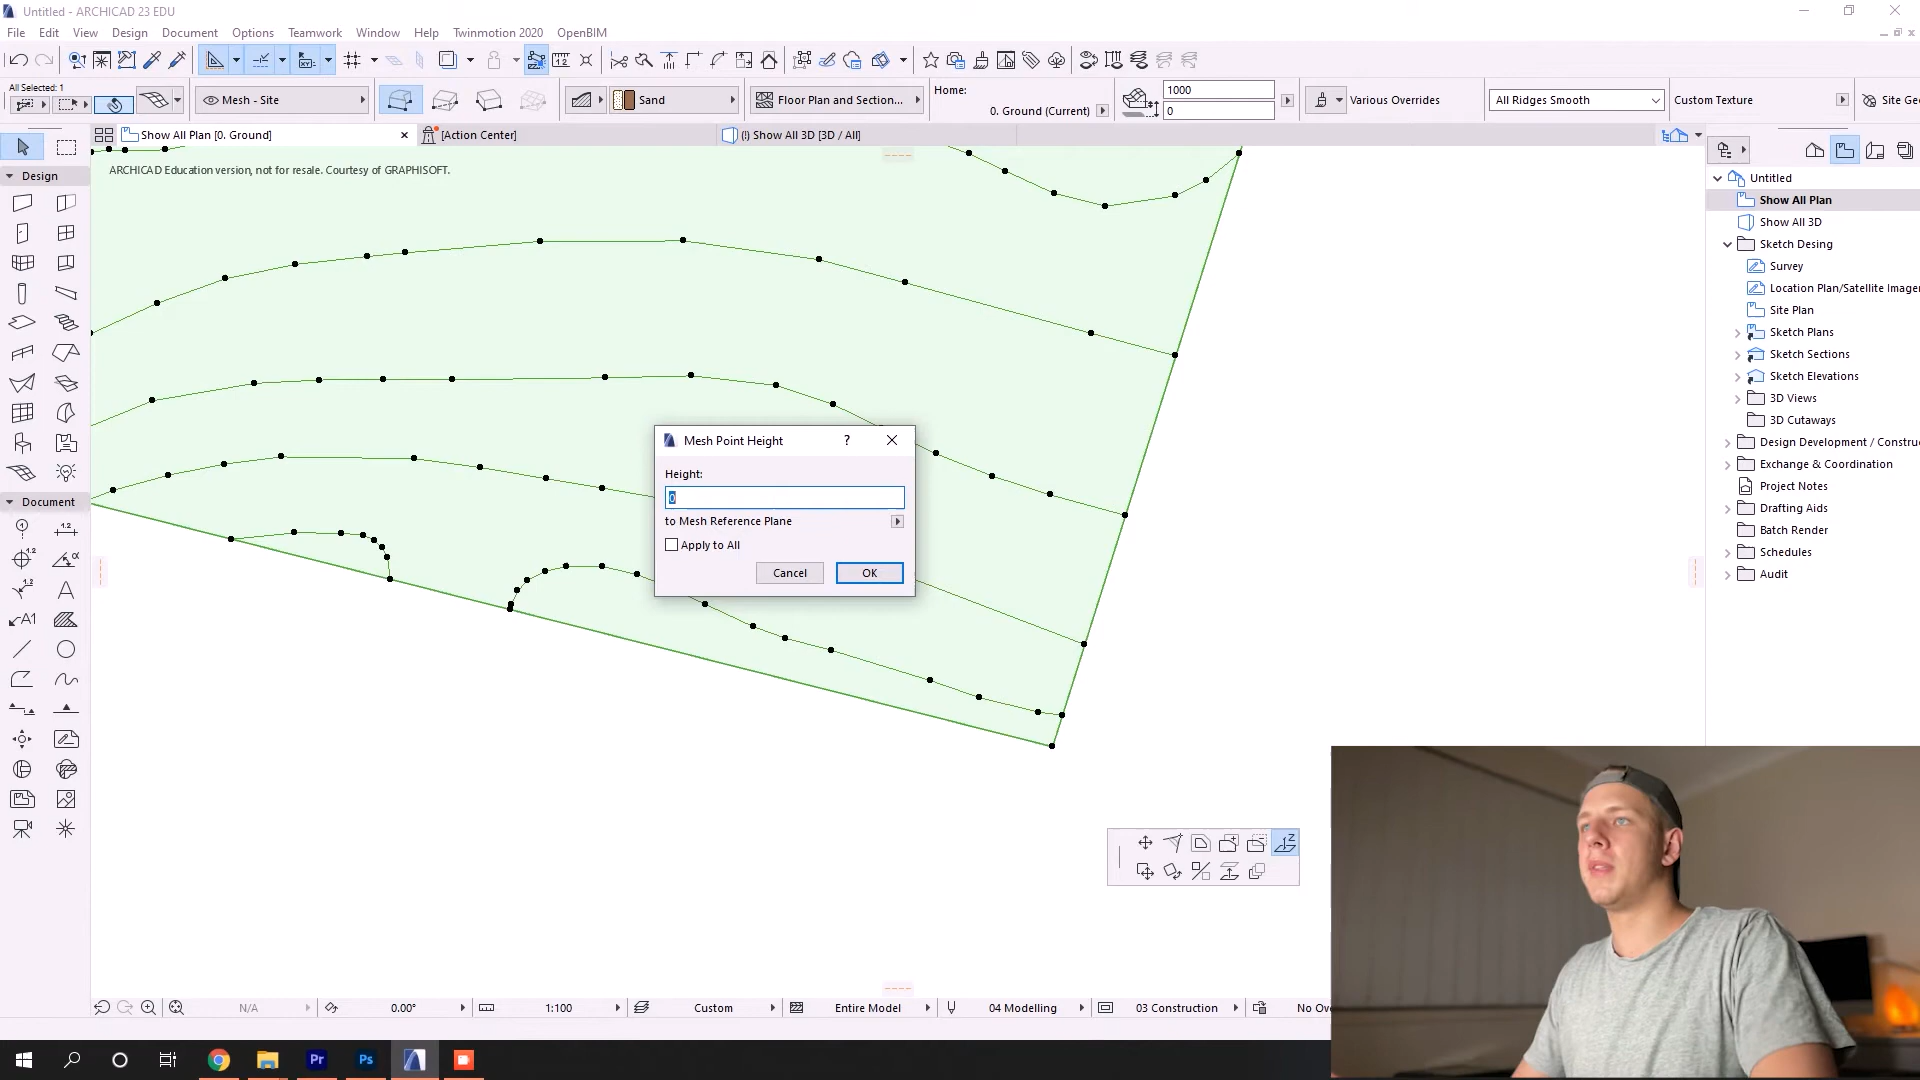 Untitled - ARCHICAD 23 EDU
File Edit View Design Document Options Teamwork Window Help Twinmotion 2020 OpenBIM
All Selected: 1
Mesh - Site
Sand
Floor Plan and Section...
Home:
0. Ground (Current)
1000
0
Various Overrides
All Ridges Smooth
Custom Texture
Site Ge
Show All Plan [0. Ground]
[Action Center]
(!) Show All 3D [3D / All]
ARCHICAD Education version, not for resale. Courtesy of GRAPHISOFT.
Design
Document
Mesh Point Height
?
Height:
0
to Mesh Reference Plane
Apply to All
Cancel
OK
Untitled
Show All Plan
Show All 3D
Sketch Desing
Survey
Location Plan/Satellite Imager
Site Plan
Sketch Plans
Sketch Sections
Sketch Elevations
3D Views
3D Cutaways
Design Development / Constru
Exchange & Coordination
Project Notes
Drafting Aids
Batch Render
Schedules
Audit
N/A
0.00°
1:100
Custom
Entire Model
04 Modelling
03 Construction
No Ov
Pr
Ps